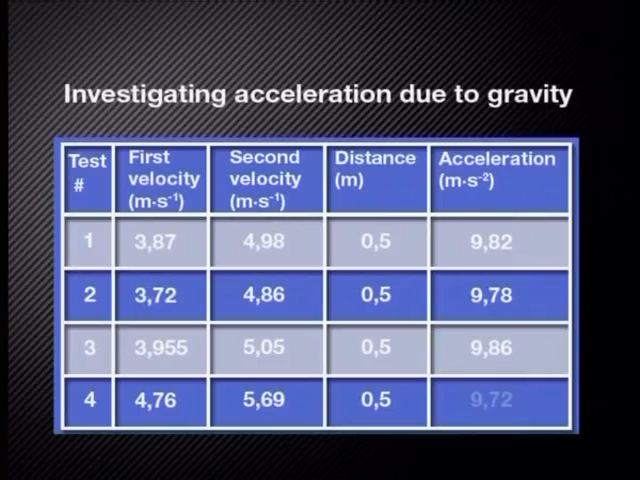 Investigating acceleration due to gravity
Test # First velocity (m·s⁻¹) Second velocity (m·s⁻¹) Distance (m) Acceleration (m·s⁻²)
1 3,87 4,98 0,5 9,82
2 3,72 4,86 0,5 9,78
3 3,955 5,05 0,5 9,86
4 4,76 5,69 0,5 9,72